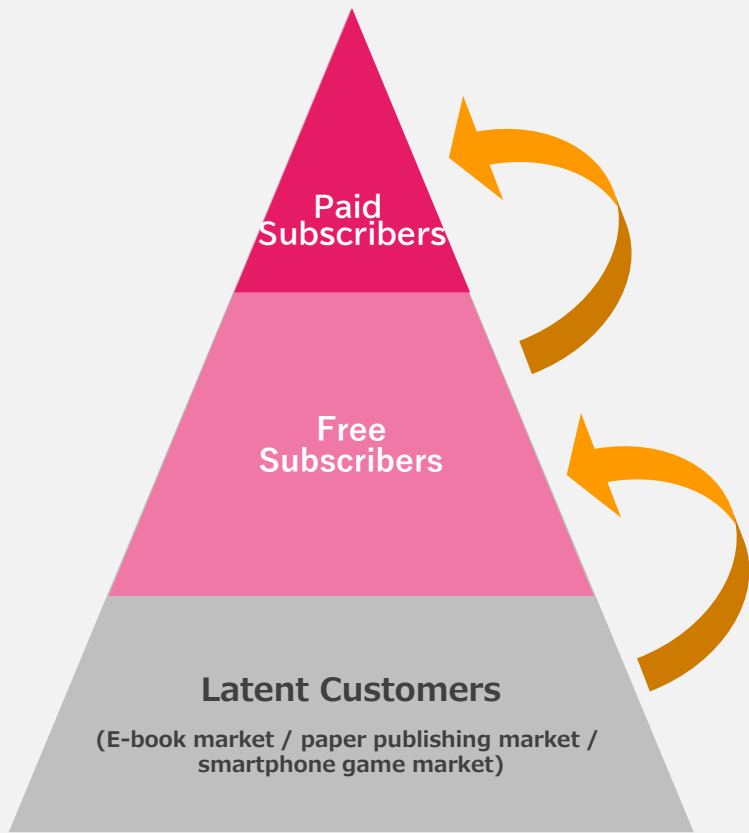 Paid
Subscribers
Free
Subscribers
Latent Customers
(E-book market / paper publishing market /
smartphone game market)